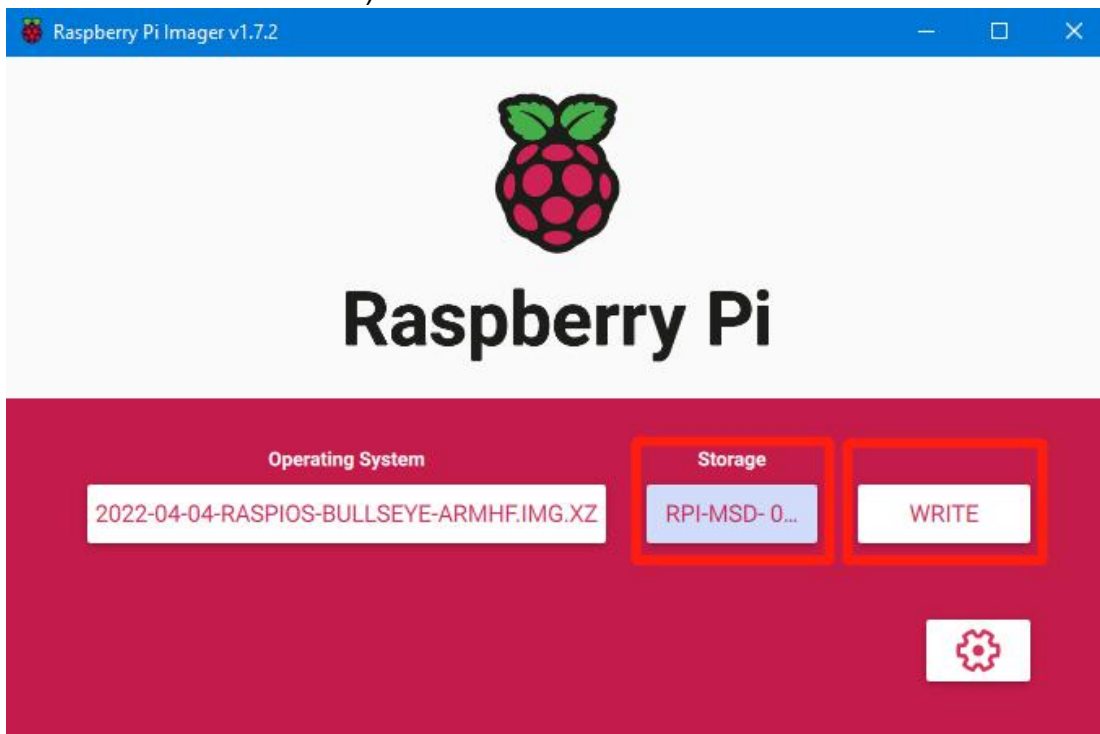 Raspberry Pi Imager v1.7.2
Raspberry Pi
Operating System
Storage
2022-04-04-RASPIOS-BULLSEYE-ARMHF.IMG.XZ
RPI-MSD- 0...
WRITE